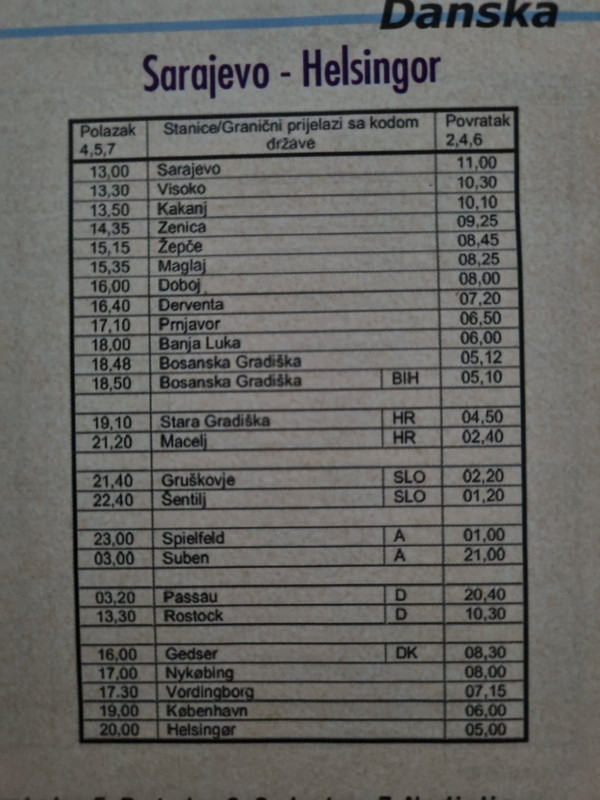 Danska
Sarajevo - Helsingor
Polazak 4,5,7 Stanice/Granični prijelazi sa kodom države Povratak 2,4,6
13,00 Sarajevo 11,00
13,30 Visoko 10,30
13,50 Kakanj 10,10
14,35 Zenica 09,25
15,15 Žepče 08,45
15,35 Maglaj 08,25
16,00 Doboj 08,00
16,40 Derventa 07,20
17,10 Prnjavor 06,50
18,00 Banja Luka 06,00
18,48 Bosanska Gradiška 05,12
18,50 Bosanska Gradiška BIH 05,10
19,10 Stara Gradiška HR 04,50
21,20 Macelj HR 02,40
21,40 Gruškovje SLO 02,20
22,40 Šentilj SLO 01,20
23,00 Spielfeld A 01,00
03,00 Suben A 21,00
03,20 Passau D 20,40
13,30 Rostock D 10,30
16,00 Gedser DK 08,30
17,00 Nykøbing 08,00
17.30 Vordingborg 07,15
19,00 København 06,00
20.00 Helsingør 05,00